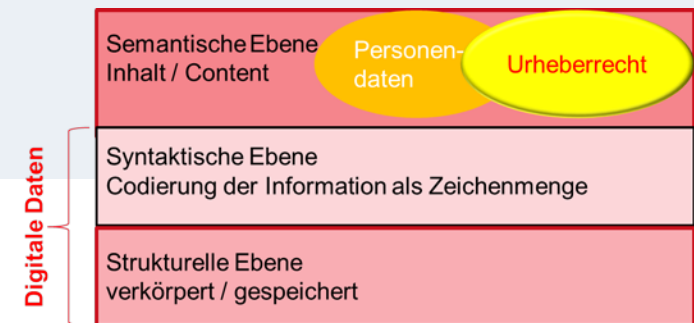 Semantische Ebene
Inhalt / Content
Personen-
daten
Urheberrecht
Syntaktische Ebene
Codierung der Information als Zeichenmenge
Digitale Daten
Strukturelle Ebene
verkörpert / gespeichert